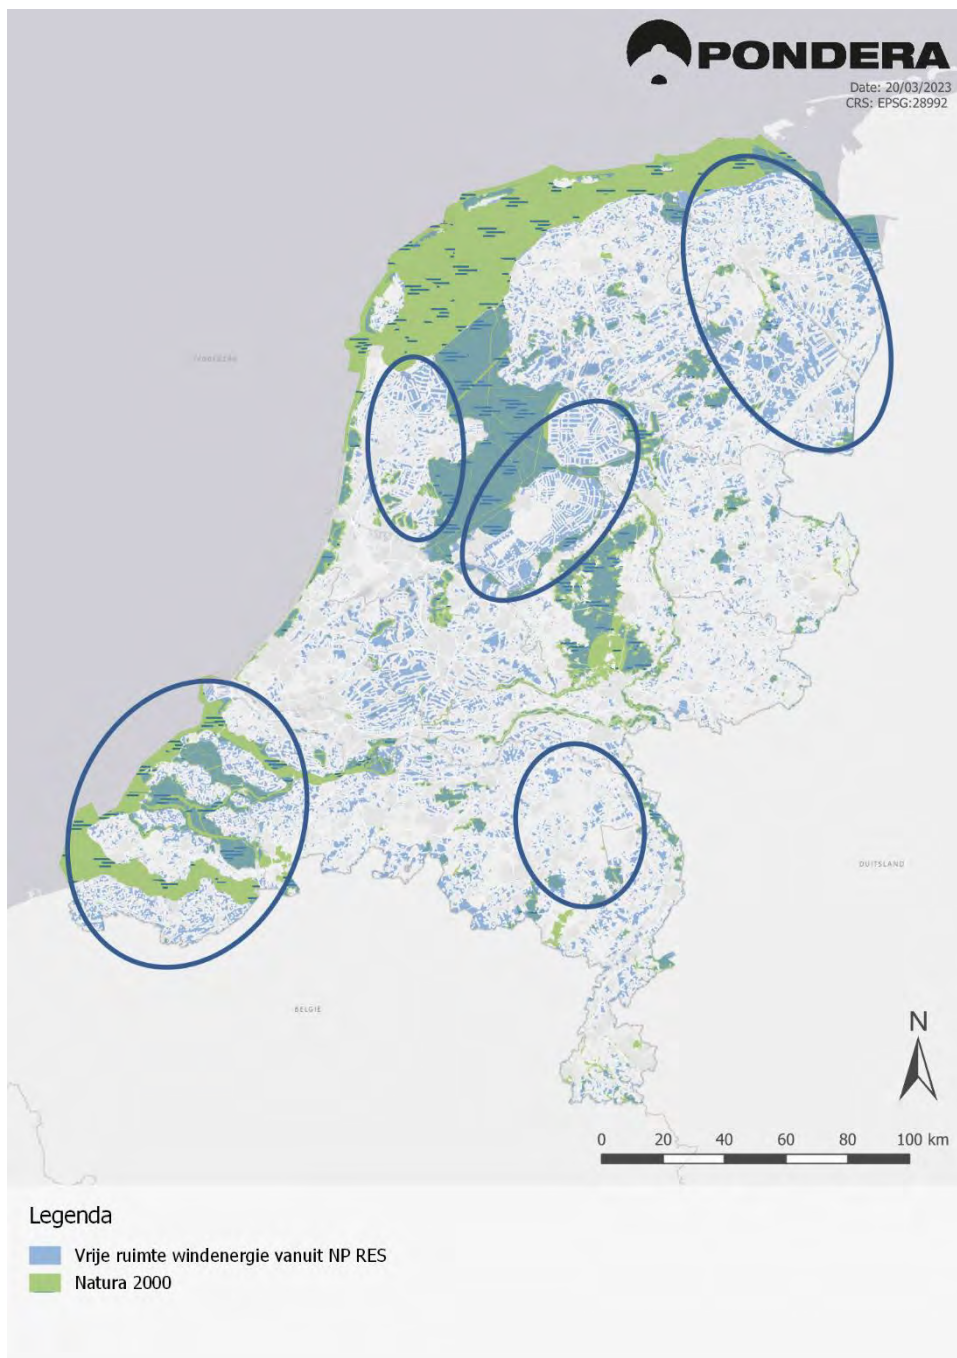 PONDERA
Date: 20/03/2023
CRS: EPSG:28992
DUITSLAND
BELGIE
N
0 20 40 60 80 100 km
Legenda
Vrije ruimte windenergie vanuit NP RES
Natura 2000